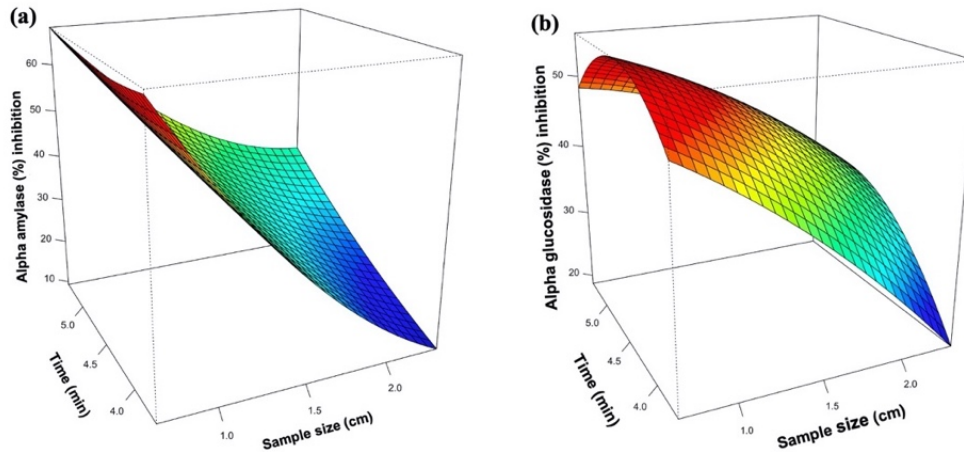 (a)
60
50
40
30
20
10
Alpha amylase (%) inhibition
5.0
4.5
4.0
Time (min)
1.0
1.5
2.0
Sample size (cm)
(b)
50
40
30
20
Alpha glucosidase (%) inhibition
5.0
4.5
4.0
Time (min)
1.0
1.5
2.0
Sample size (cm)